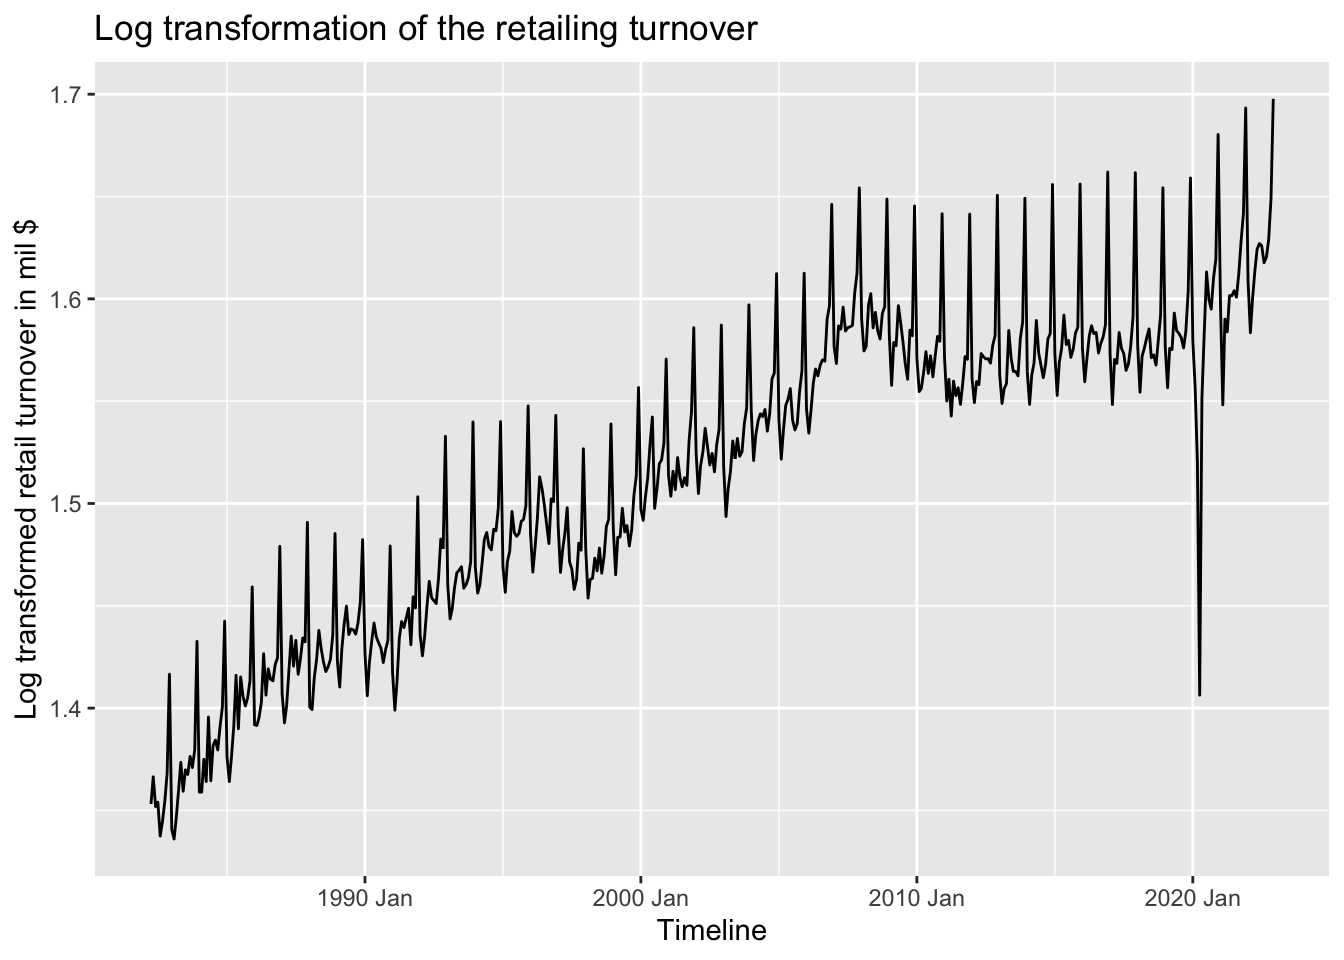 Log transformation of the retailing turnover
Log transformed retail turnover in mil $
1.7
1.6
1.5
1.4
1990 Jan
2000 Jan
2010 Jan
2020 Jan
Timeline